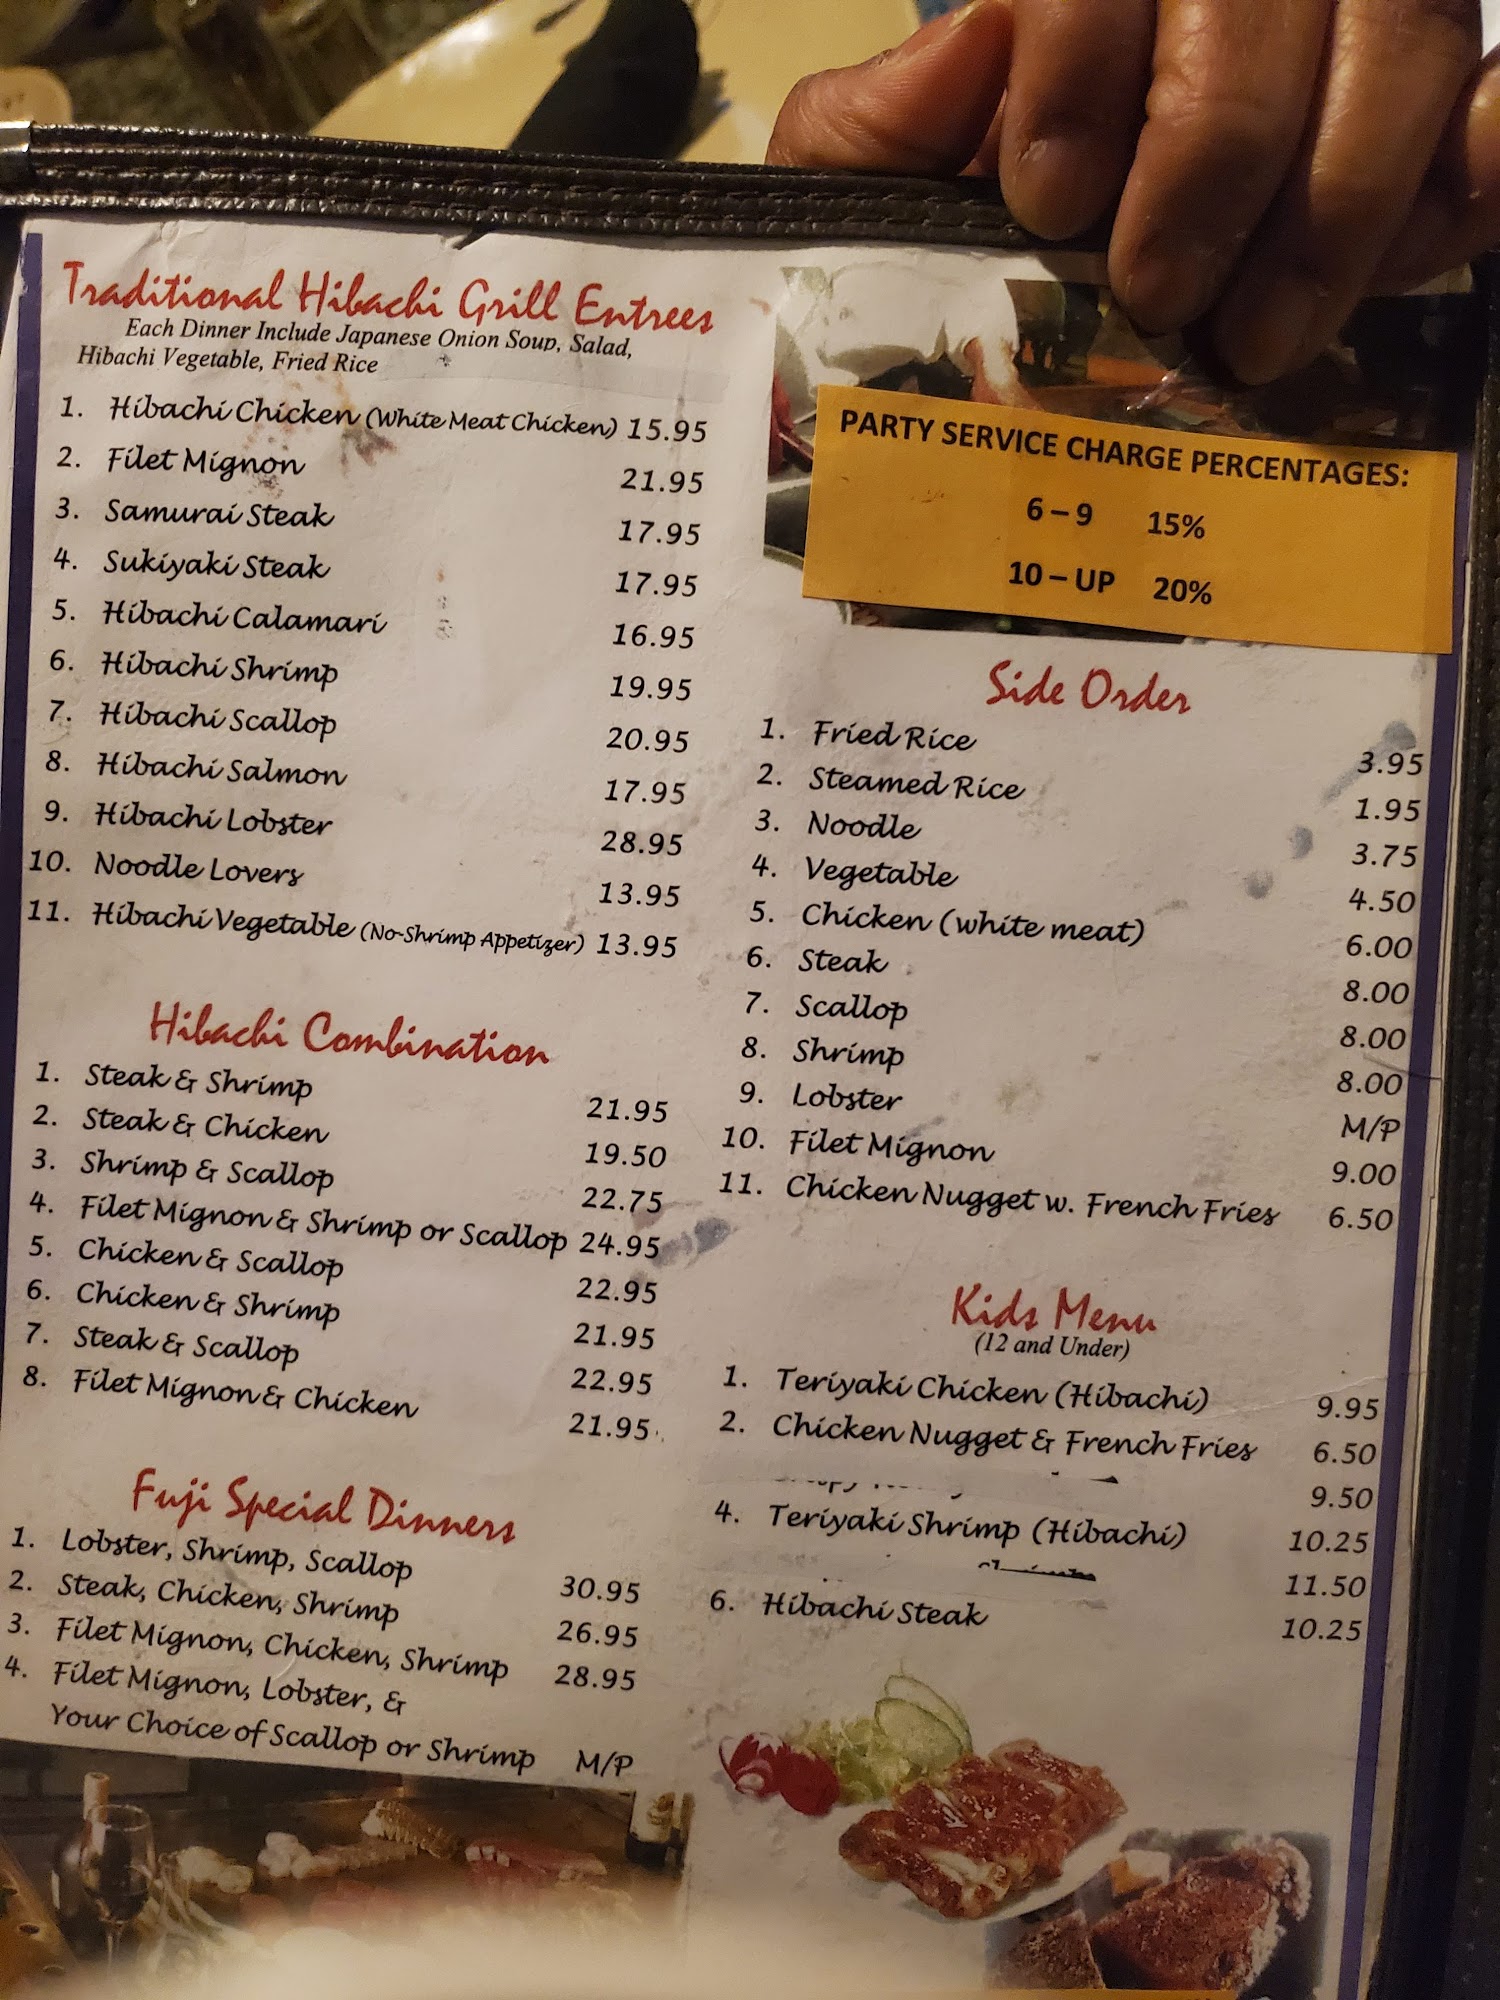 Traditional Hibachi Grill Entrees
Each Dinner Include Japanese Onion Soup, Salad,
Hibachi Vegetable, Fried Rice
1. Hibachi Chicken (White Meat Chicken) 15.95
2. Filet Mignon 21.95
3. Samurai Steak 17.95
4. Sukiyaki Steak 17.95
5. Hibachi Calamari 16.95
6. Hibachi Shrimp 19.95
7. Hibachi Scallop 20.95
8. Hibachi Salmon 17.95
9. Hibachi Lobster 28.95
10. Noodle Lovers 13.95
11. Hibachi Vegetable (No-Shrimp Appetizer) 13.95
Hibachi Combination
1. Steak & Shrimp 21.95
2. Steak & Chicken 19.50
3. Shrimp & Scallop 22.75
4. Filet Mignon & Shrimp or Scallop 24.95
5. Chicken & Scallop 22.95
6. Chicken & Shrimp 21.95
7. Steak & Scallop 22.95
8. Filet Mignon & Chicken 21.95
Fuji Special Dinners
1. Lobster, Shrimp, Scallop 30.95
2. Steak, Chicken, Shrimp 26.95
3. Filet Mignon, Chicken, Shrimp 28.95
4. Filet Mignon, Lobster, &
Your Choice of Scallop or Shrimp M/P
PARTY SERVICE CHARGE PERCENTAGES:
6 – 9 15%
10 – UP 20%
Side Order
1. Fried Rice 3.95
2. Steamed Rice 1.95
3. Noodle 3.75
4. Vegetable 4.50
5. Chicken (white meat) 6.00
6. Steak 8.00
7. Scallop 8.00
8. Shrimp 8.00
9. Lobster M/P
10. Filet Mignon 9.00
11. Chicken Nugget w. French Fries 6.50
Kids Menu
(12 and Under)
1. Teriyaki Chicken (Hibachi) 9.95
2. Chicken Nugget & French Fries 6.50
9.50
4. Teriyaki Shrimp (Hibachi) 10.25
11.50
6. Hibachi Steak 10.25